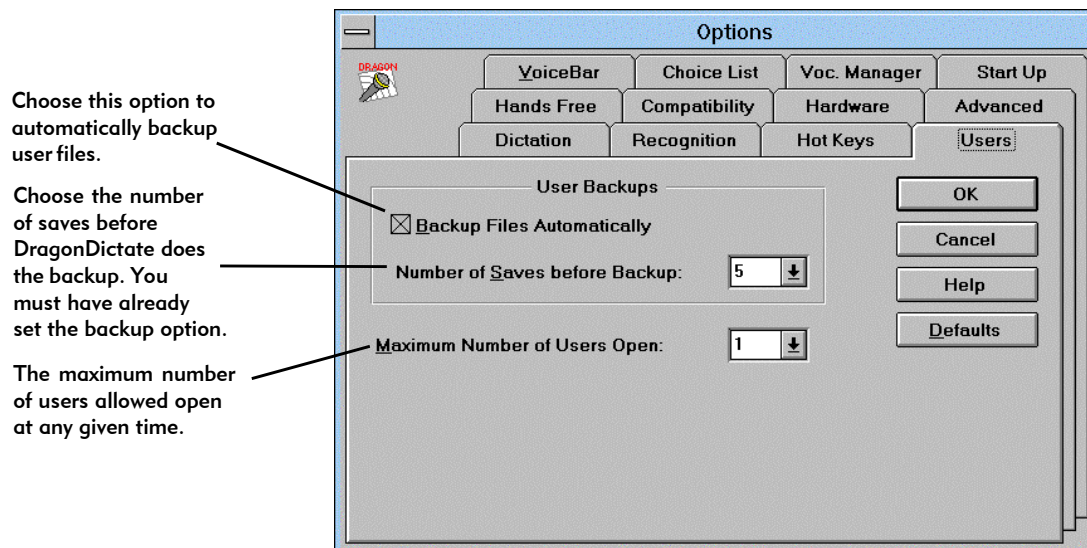 Options
DRAGON
VoiceBar
Choice List
Voc. Manager
Start Up
Hands Free
Compatibility
Hardware
Advanced
Dictation
Recognition
Hot Keys
Users
Choose this option to
automatically backup
user files.
Choose the number
of saves before
DragonDictate does
the backup. You
must have already
set the backup option.
The maximum number
of users allowed open
at any given time.
User Backups
Backup Files Automatically
Number of Saves before Backup: 5
Maximum Number of Users Open: 1
OK
Cancel
Help
Defaults